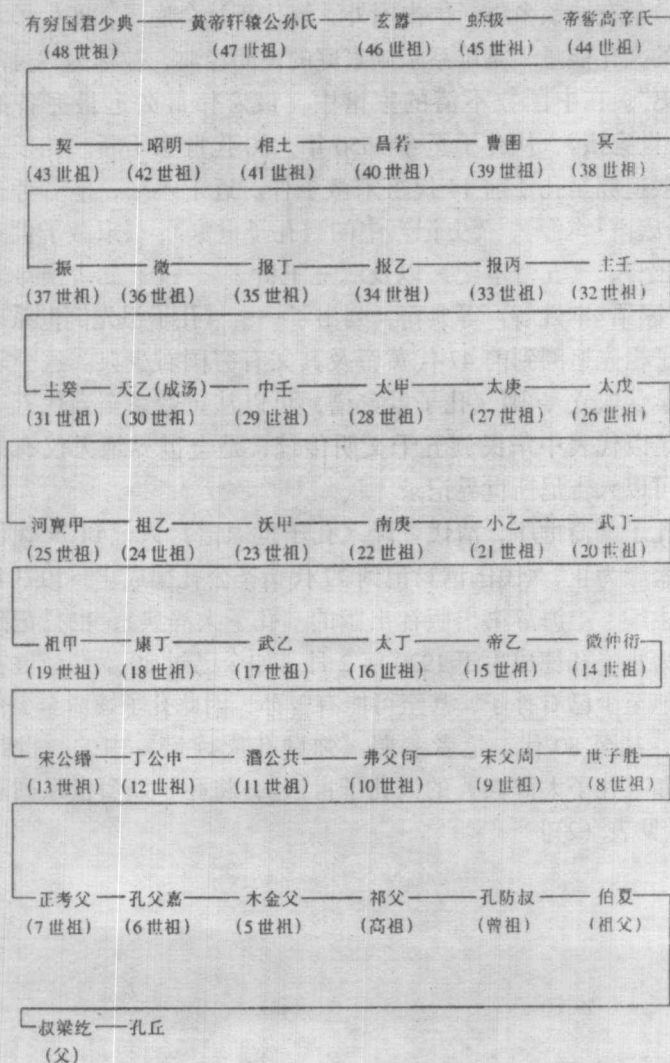 有穷国君少典 黄帝轩辕公孙氏 玄嚣 蛴极 帝喾高辛氏
(48世祖) (47世祖) (46世祖) (45世祖) (44世祖)
契 昭明 相土 昌若 曹圉 冥
(43世祖) (42世祖) (41世祖) (40世祖) (39世祖) (38世祖)
振 微 报丁 报乙 报丙 主壬
(37世祖) (36世祖) (35世祖) (34世祖) (33世祖) (32世祖)
主癸 天乙(成汤) 中壬 太甲 太庚 太戊
(31世祖) (30世祖) (29世祖) (28世祖) (27世祖) (26世祖)
河亶甲 祖乙 沃甲 南庚 小乙 武丁
(25世祖) (24世祖) (23世祖) (22世祖) (21世祖) (20世祖)
祖甲 康丁 武乙 太丁 帝乙 微仲衍
(19世祖) (18世祖) (17世祖) (16世祖) (15世祖) (14世祖)
宋公缗 丁公申 湣公共 弗父何 宋父周 世子胜
(13世祖) (12世祖) (11世祖) (10世祖) (9世祖) (8世祖)
正考父 孔父嘉 木金父 祁父 孔防叔 伯夏
(7世祖) (6世祖) (5世祖) (高祖) (曾祖) (祖父)
叔梁纥 孔丘
(父)